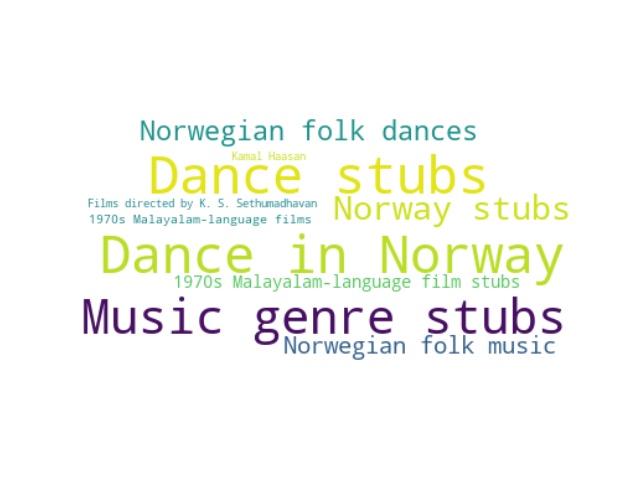 Norwegian folk dances
Kamal Haasan
Dance stubs
Films directed by K. S. Sethumadhavan
Norway stubs
1970s Malayalam-language films
Dance in Norway
1970s Malayalam-language film stubs
Music genre stubs
Norwegian folk music